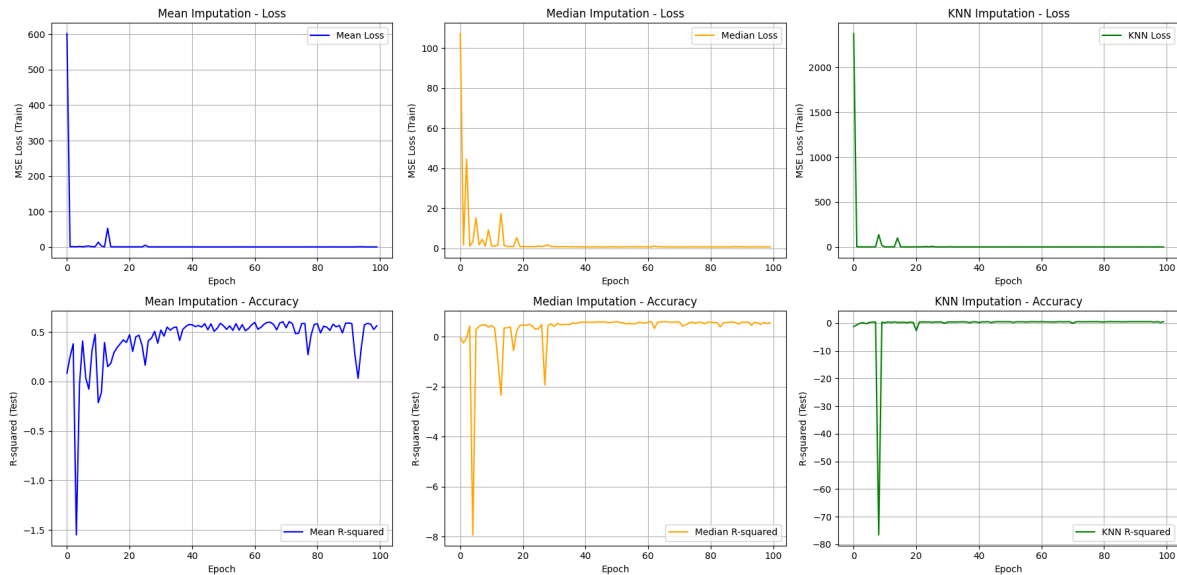 Mean Imputation - Loss
Mean Loss
MSE Loss (Train)
600
500
400
300
200
100
0
0 20 40 60 80 100
Epoch
Median Imputation - Loss
Median Loss
MSE Loss (Train)
100
80
60
40
20
0
0 20 40 60 80 100
Epoch
KNN Imputation - Loss
KNN Loss
MSE Loss (Train)
2000
1500
1000
500
0
0 20 40 60 80 100
Epoch
Mean Imputation - Accuracy
Mean R-squared
R-squared (Test)
0.5
0.0
−0.5
−1.0
−1.5
0 20 40 60 80 100
Epoch
Median Imputation - Accuracy
Median R-squared
R-squared (Test)
0
−2
−4
−6
−8
0 20 40 60 80 100
Epoch
KNN Imputation - Accuracy
KNN R-squared
R-squared (Test)
0
−10
−20
−30
−40
−50
−60
−70
−80
0 20 40 60 80 100
Epoch